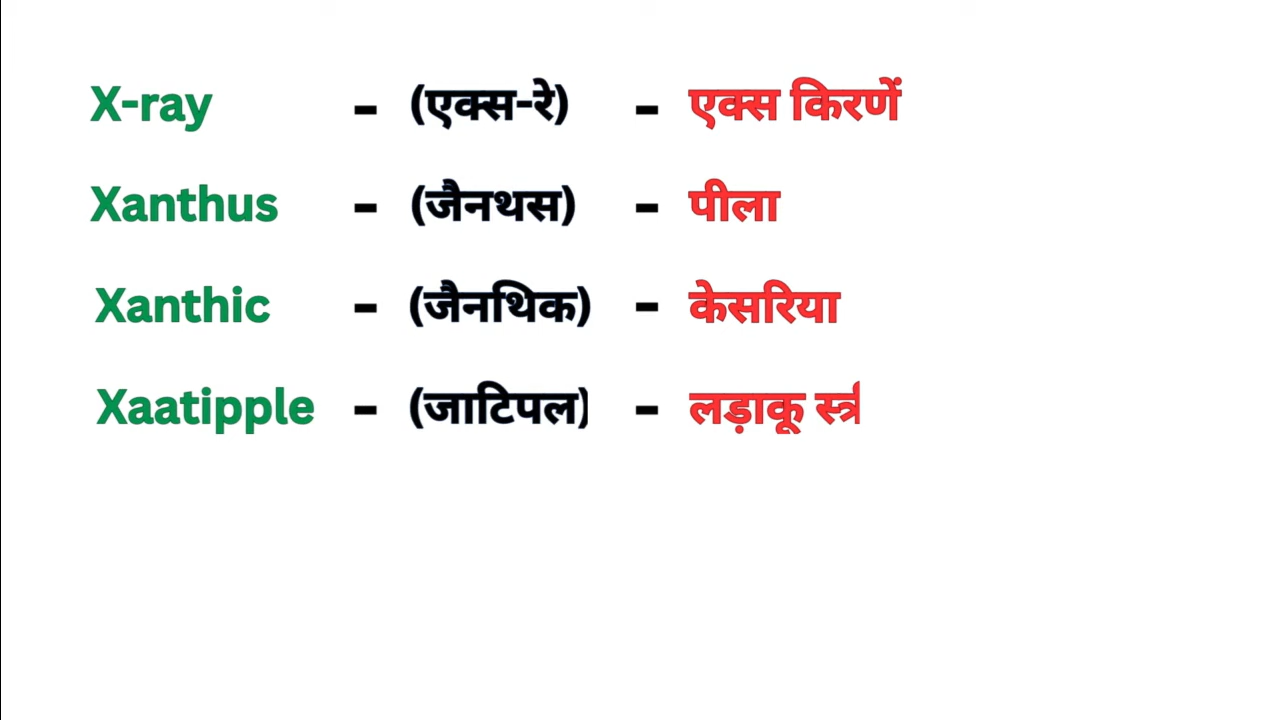 X-ray - (एक्स-रे) - एक्स किरणें
Xanthus - (जैनथस) - पीला
Xanthic - (जैनथिक) - केसरिया
Xaatipple - (जाटिपल) - लड़ाकू